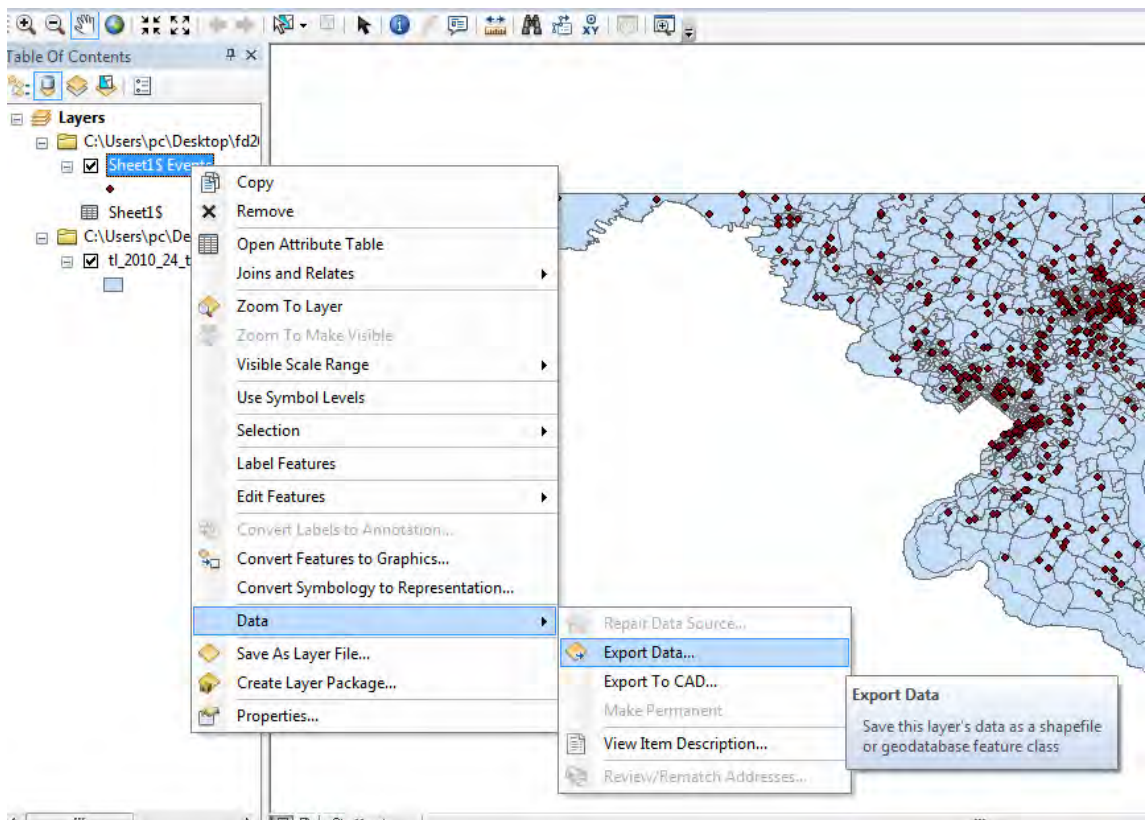 Table Of Contents
Layers
C:\Users\pc\Desktop\fd2
Sheet1$ Events
Sheet1$
C:\Users\pc\De
tl_2010_24_t
Copy
Remove
Open Attribute Table
Joins and Relates
Zoom To Layer
Zoom To Make Visible
Visible Scale Range
Use Symbol Levels
Selection
Label Features
Edit Features
Convert Labels to Annotation...
Convert Features to Graphics...
Convert Symbology to Representation...
Data
Save As Layer File...
Create Layer Package...
Properties...
Repair Data Source...
Export Data...
Export To CAD...
Make Permanent
View Item Description...
Review/Rematch Addresses...
Export Data
Save this layer's data as a shapefile
or geodatabase feature class